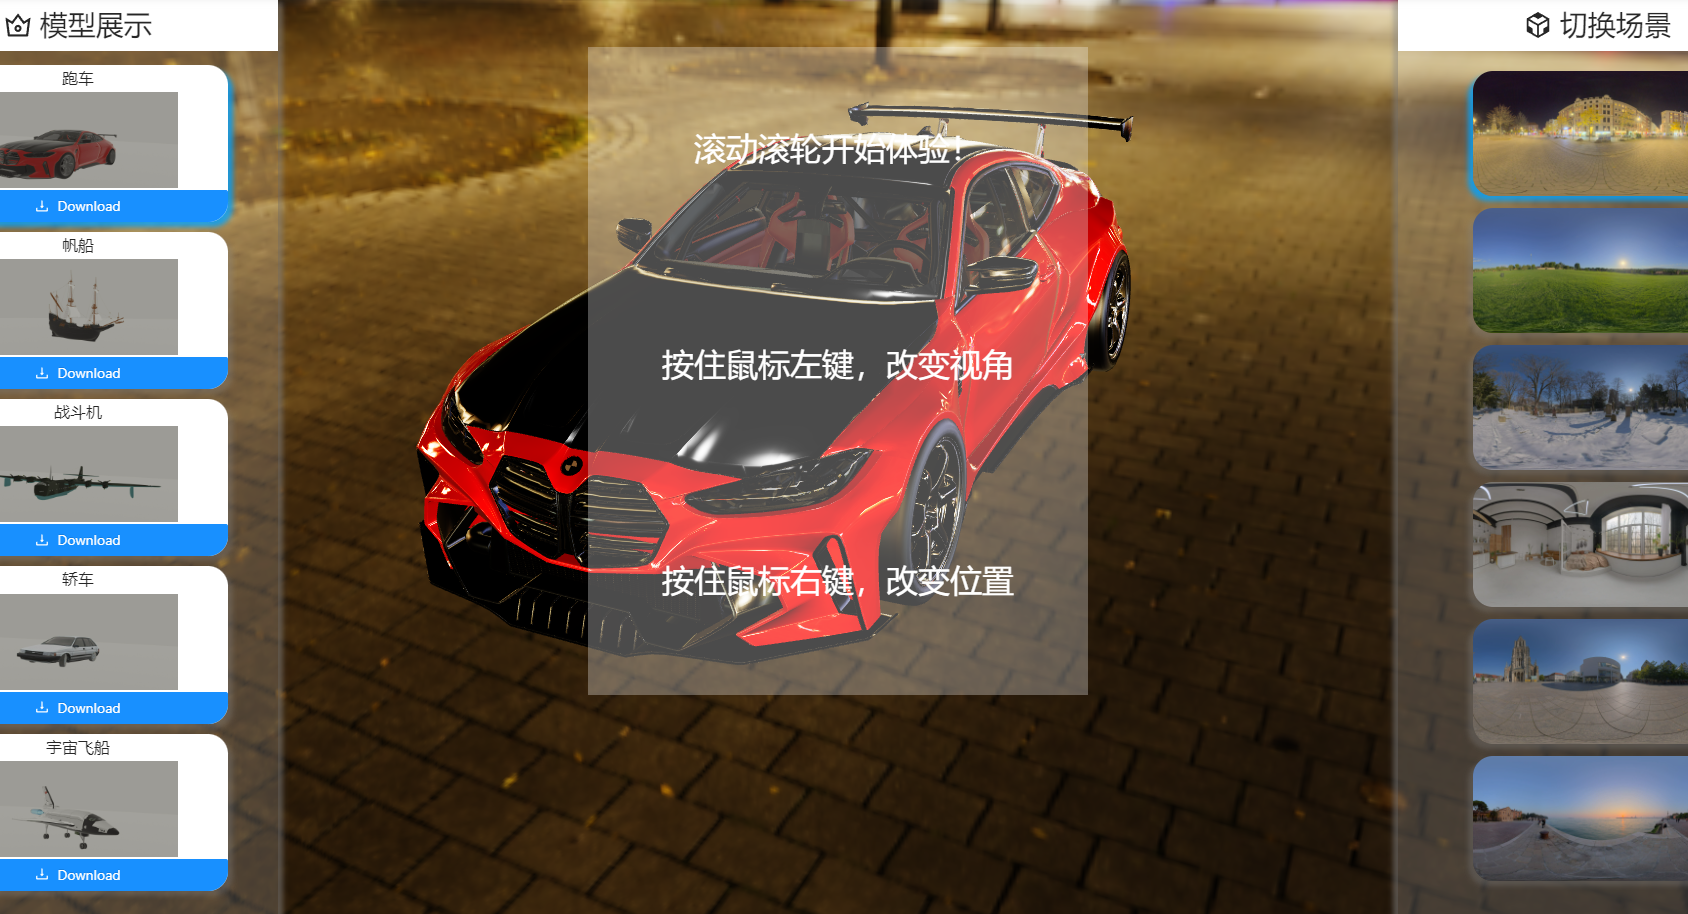 模型展示
跑车
Download
帆船
Download
战斗机
Download
轿车
Download
宇宙飞船
Download
滚动滚轮开始体验！
按住鼠标左键，改变视角
按住鼠标右键，改变位置
切换场景